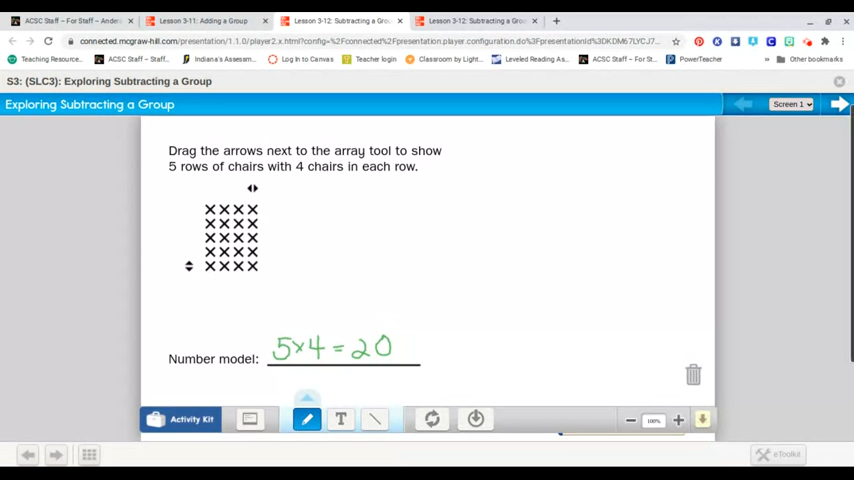 ACSC Staff – For Staff – Anders
Lesson 3-11: Adding a Group
Lesson 3-12: Subtracting a Grou
Lesson 3-12: Subtracting a Grou
connected.mcgraw-hill.com/presentation/1.1.0/player2.x.html?config=%2Fconnected%2Fpresentation.player.configuration.do%3FpresentationId%3DKDM67LYCJ7...
Teaching Resource...
ACSC Staff – Staff...
Indiana's Assessm...
Log In to Canvas
Teacher login
Classroom by Light...
Leveled Reading As...
ACSC Staff – For St...
PowerTeacher
»
Other bookmarks
S3: (SLC3): Exploring Subtracting a Group
Exploring Subtracting a Group
Screen 1
Drag the arrows next to the array tool to show
5 rows of chairs with 4 chairs in each row.
Number model: 5×4=20
Activity Kit
T
100%
eToolkit